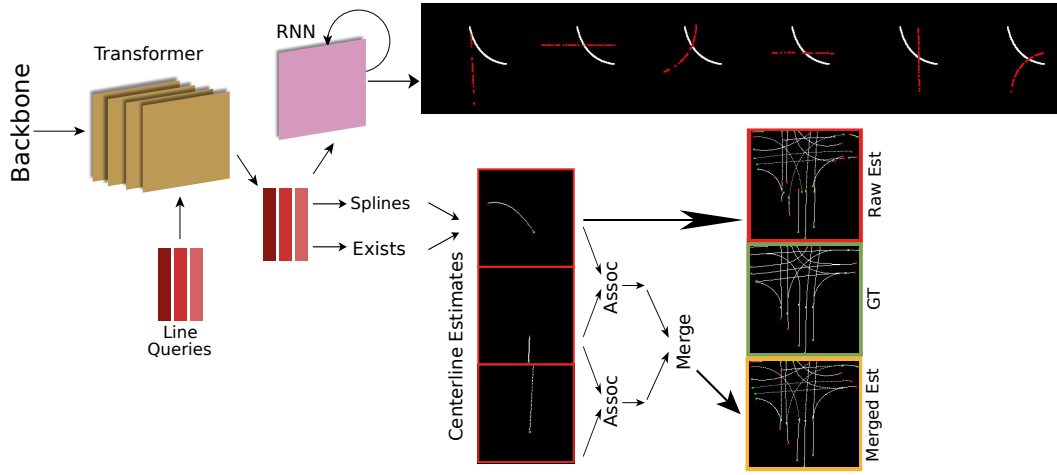 RNN
Transformer
Backbone
Splines
Exists
Line
Queries
Centerline Estimates
Assoc
Assoc
Merge
Raw Est
GT
Merged Est